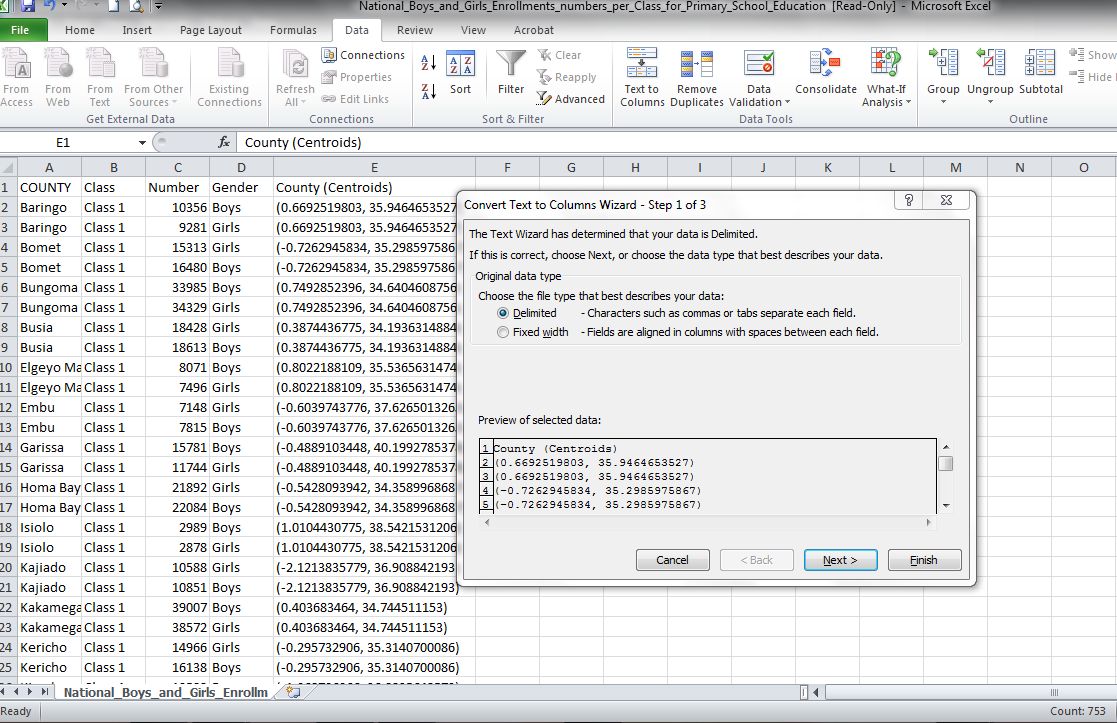 National_Boys_and_Girls_Enrollments_numbers_per_Class_for_Primary_School_Education [Read-Only] - Microsoft Excel
File Home Insert Page Layout Formulas Data Review View Acrobat
From Access
From Web
From Text
From Other Sources
Existing Connections
Get External Data
Refresh All
Connections
Properties
Edit Links
Connections
Sort
Filter
Clear
Reapply
Advanced
Sort & Filter
Text to Columns
Remove Duplicates
Data Validation
Consolidate
What-If Analysis
Data Tools
Group
Ungroup
Subtotal
Show
Hide
Outline
E1 fx County (Centroids)
A B C D E F G H I J K L M N O
1 COUNTY Class Number Gender County (Centroids)
2 Baringo Class 1 10356 Boys (0.6692519803, 35.9464653527
3 Baringo Class 1 9281 Girls (0.6692519803, 35.9464653527
4 Bomet Class 1 15313 Girls (-0.7262945834, 35.298597586
5 Bomet Class 1 16480 Boys (-0.7262945834, 35.298597586
6 Bungoma Class 1 33985 Boys (0.7492852396, 34.6404608756
7 Bungoma Class 1 34329 Girls (0.7492852396, 34.6404608756
8 Busia Class 1 18428 Girls (0.3874436775, 34.1936314884
9 Busia Class 1 18613 Boys (0.3874436775, 34.1936314884
10 Elgeyo Ma Class 1 8071 Boys (0.8022188109, 35.5365631474
11 Elgeyo Ma Class 1 7496 Girls (0.8022188109, 35.5365631474
12 Embu Class 1 7148 Girls (-0.6039743776, 37.626501326
13 Embu Class 1 7815 Boys (-0.6039743776, 37.626501326
14 Garissa Class 1 15781 Boys (-0.4889103448, 40.199278537
15 Garissa Class 1 11744 Girls (-0.4889103448, 40.199278537
16 Homa Bay Class 1 21892 Girls (-0.5428093942, 34.358996868
17 Homa Bay Class 1 22084 Boys (-0.5428093942, 34.358996868
18 Isiolo Class 1 2989 Boys (1.0104430775, 38.5421531206
19 Isiolo Class 1 2878 Girls (1.0104430775, 38.5421531206
20 Kajiado Class 1 10588 Girls (-2.1213835779, 36.908842193
21 Kajiado Class 1 10851 Boys (-2.1213835779, 36.908842193
22 Kakamega Class 1 39007 Boys (0.403683464, 34.744511153)
23 Kakamega Class 1 38572 Girls (0.403683464, 34.744511153)
24 Kericho Class 1 14966 Girls (-0.295732906, 35.3140700086)
25 Kericho Class 1 16138 Boys (-0.295732906, 35.3140700086)
Convert Text to Columns Wizard - Step 1 of 3
The Text Wizard has determined that your data is Delimited.
If this is correct, choose Next, or choose the data type that best describes your data.
Original data type
Choose the file type that best describes your data:
Delimited - Characters such as commas or tabs separate each field.
Fixed width - Fields are aligned in columns with spaces between each field.
Preview of selected data:
1 County (Centroids)
2 (0.6692519803, 35.9464653527)
3 (0.6692519803, 35.9464653527)
4 (-0.7262945834, 35.2985975867)
5 (-0.7262945834, 35.2985975867)
Cancel < Back Next > Finish
National_Boys_and_Girls_Enrollm
Ready Count: 753